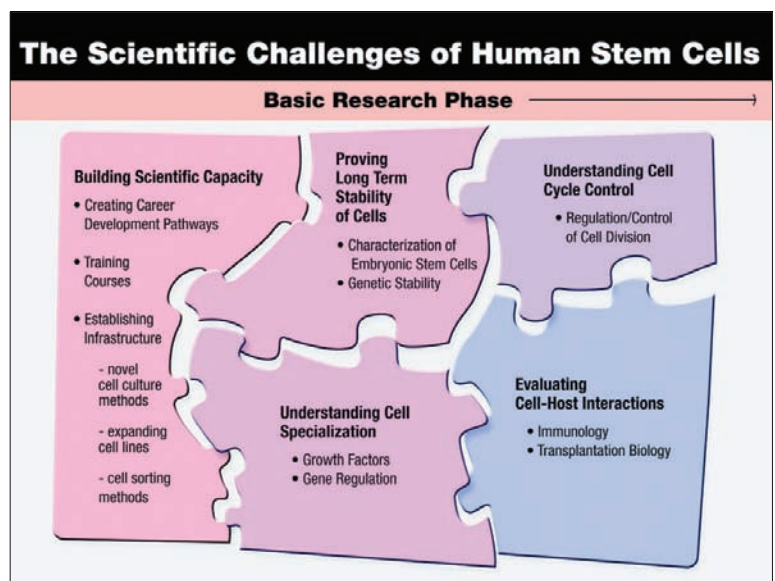 The Scientific Challenges of Human Stem Cells
Basic Research Phase
Building Scientific Capacity
• Creating Career
Development Pathways
• Training
Courses
• Establishing
Infrastructure
- novel
cell culture
methods
- expanding
cell lines
- cell sorting
methods
Proving
Long Term
Stability
of Cells
• Characterization of
Embryonic Stem Cells
• Genetic Stability
Understanding Cell
Cycle Control
• Regulation/Control
of Cell Division
Understanding Cell
Specialization
• Growth Factors
• Gene Regulation
Evaluating
Cell-Host Interactions
• Immunology
• Transplantation Biology